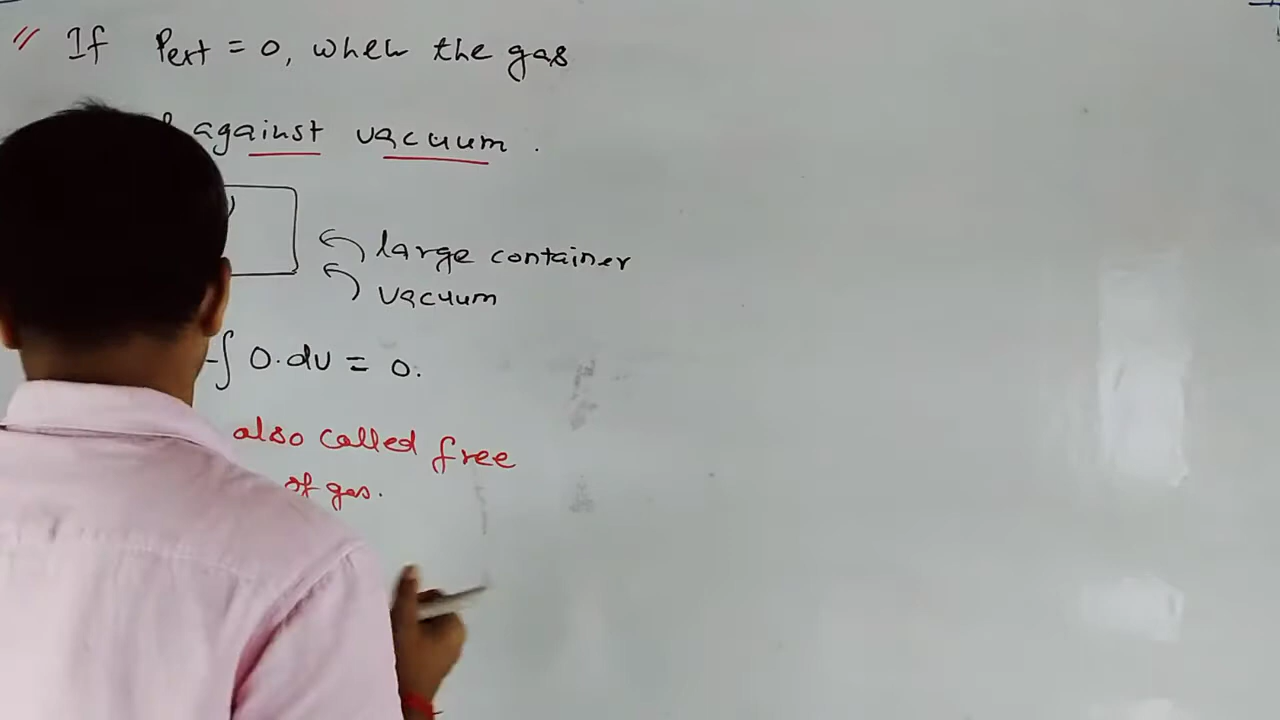 // If Pext = 0, when the gas
against vacuum.
large container
vacuum
-∫ 0·dv = 0.
also called free
of gas.